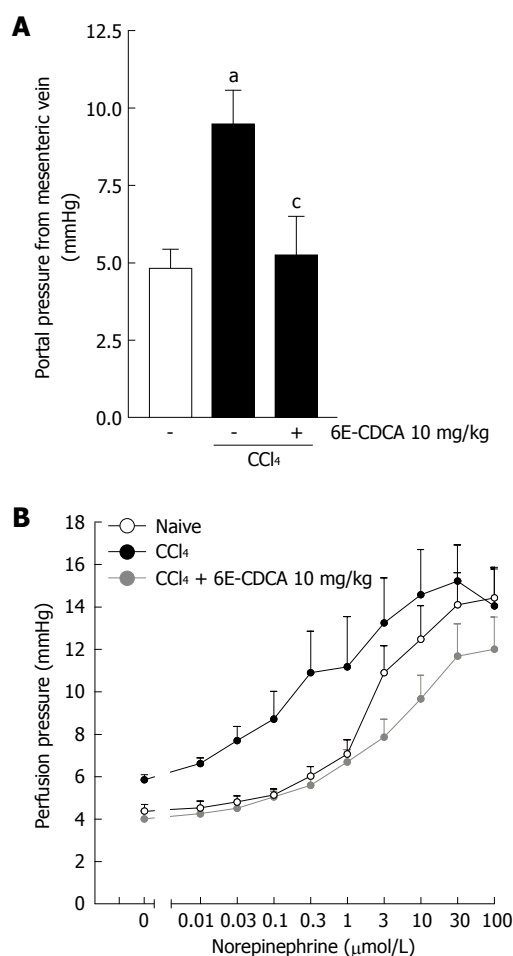 A
12.5
10.0
7.5
5.0
2.5
0.0
Portal pressure from mesenteric vein
(mmHg)
a
c
- - + 6E-CDCA 10 mg/kg
CCl₄
B
Naive
CCl₄
CCl₄ + 6E-CDCA 10 mg/kg
18
16
14
12
10
8
6
4
2
0
Perfusion pressure (mmHg)
0 0.01 0.03 0.1 0.3 1 3 10 30 100
Norepinephrine (μmol/L)